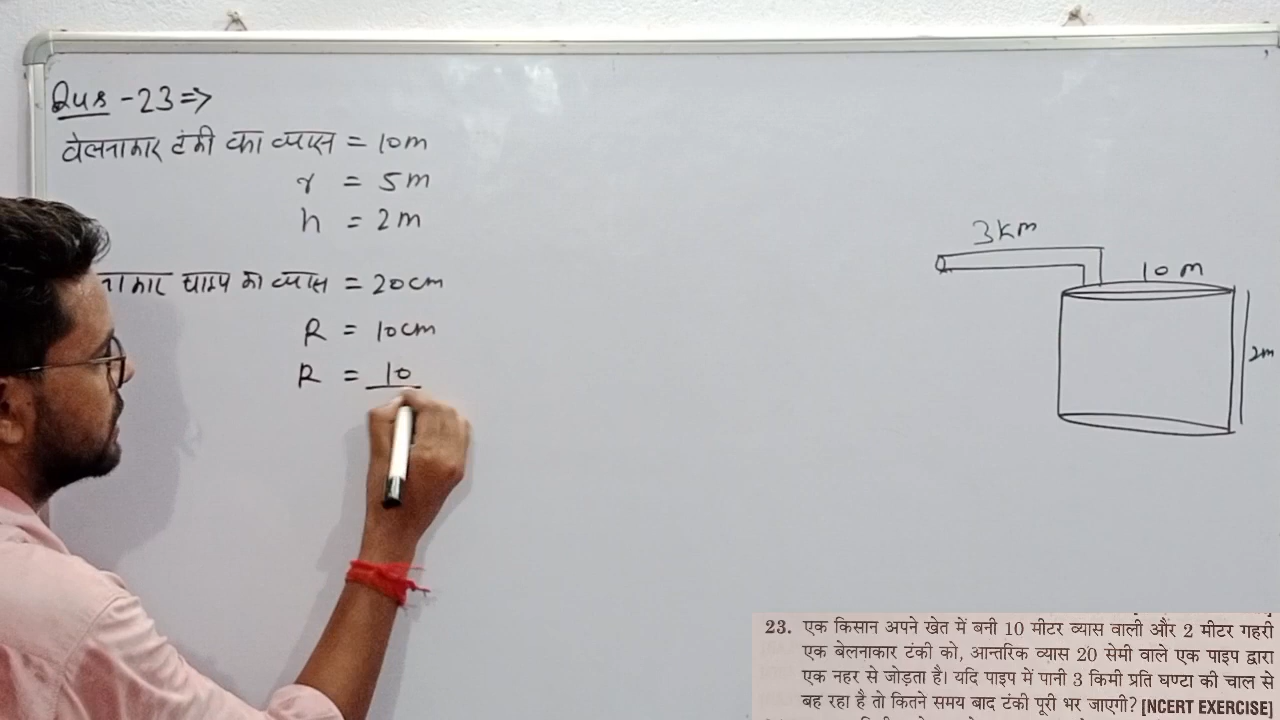 Qus - 23 ⇒
वेलनाकार टंकी का व्यास = 10m
r = 5m
h = 2m
नाकार पाइप का व्यास = 20cm
R = 10cm
R = 10
3km
10 m
2m
23. एक किसान अपने खेत में बनी 10 मीटर व्यास वाली और 2 मीटर गहरी
एक बेलनाकार टंकी को, आन्तरिक व्यास 20 सेमी वाले एक पाइप द्वारा
एक नहर से जोड़ता है। यदि पाइप में पानी 3 किमी प्रति घण्टा की चाल से
बह रहा है तो कितने समय बाद टंकी पूरी भर जाएगी? [NCERT EXERCISE]